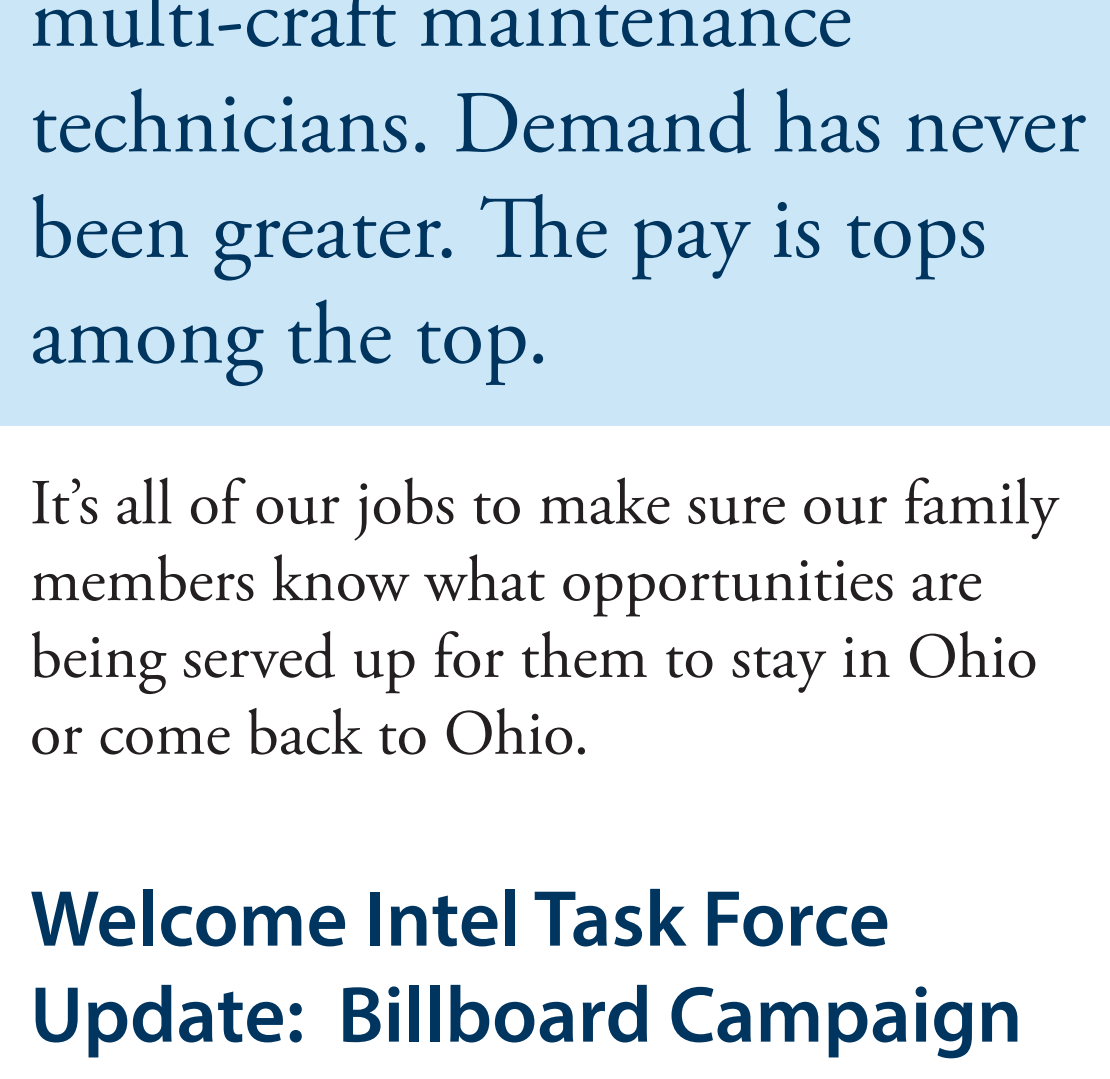 multi-craft maintenance
technicians. Demand has never
been greater. The pay is tops
among the top.
It’s all of our jobs to make sure our family
members know what opportunities are
being served up for them to stay in Ohio
or come back to Ohio.
Welcome Intel Task Force
Update:  Billboard Campaign